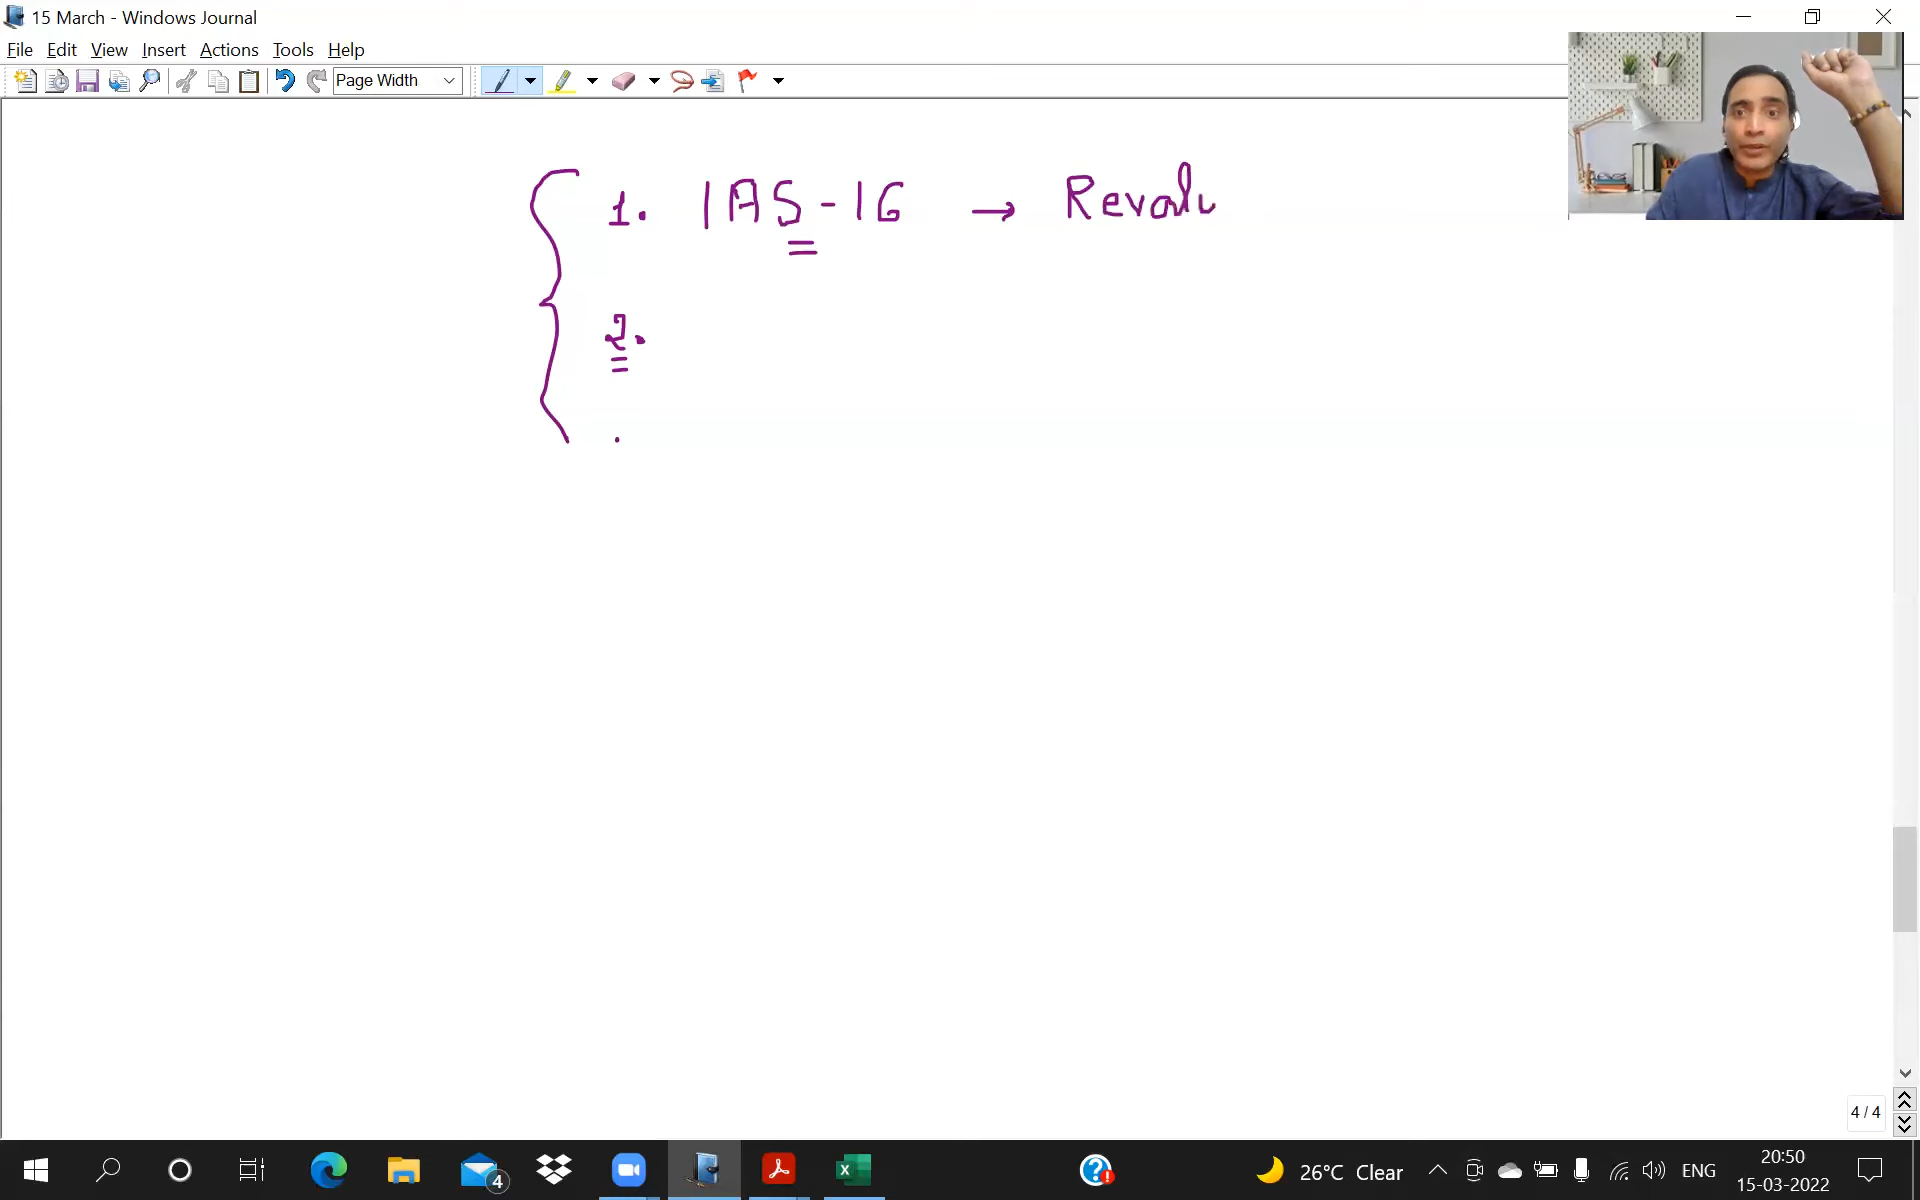 15 March - Windows Journal
File Edit View Insert Actions Tools Help
Page Width
1. IAS-16 → Revalu
2.
.
4 / 4
4
26°C Clear
ENG
20:50
15-03-2022